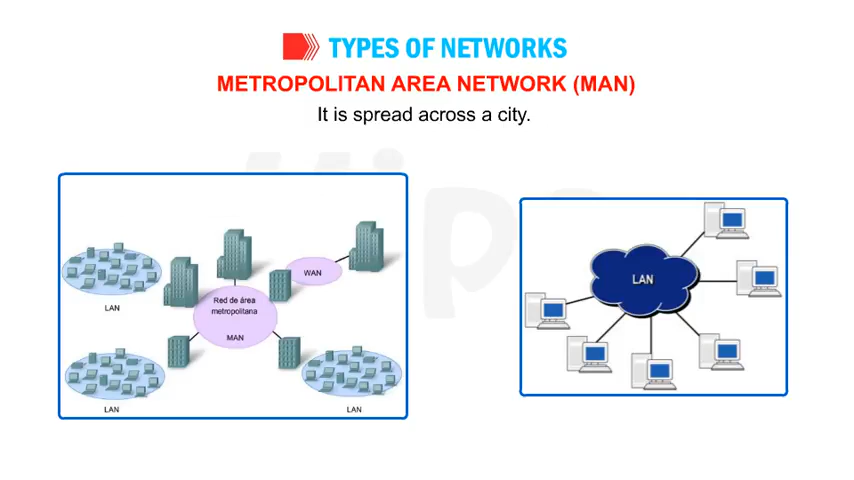 TYPES OF NETWORKS
METROPOLITAN AREA NETWORK (MAN)
It is spread across a city.
LAN
Red de área
metropolitana
MAN
WAN
LAN
LAN
LAN